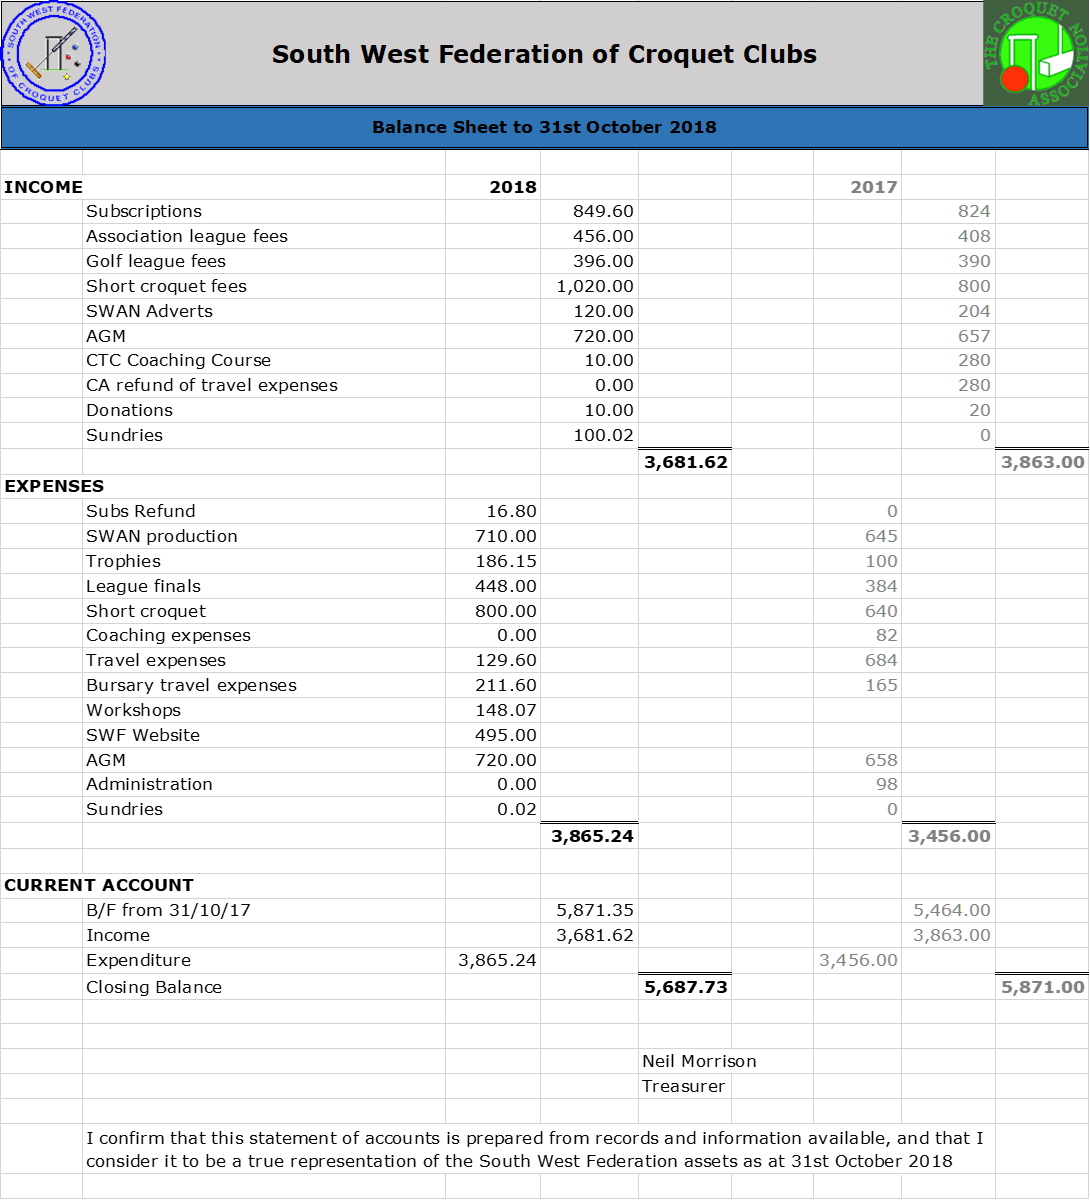 SOUTH WEST FEDERATION
OF CROQUET CLUBS
South West Federation of Croquet Clubs
THE CROQUET ASSOCIATION
Balance Sheet to 31st October 2018
INCOME 2018 2017
Subscriptions 849.60 824
Association league fees 456.00 408
Golf league fees 396.00 390
Short croquet fees 1,020.00 800
SWAN Adverts 120.00 204
AGM 720.00 657
CTC Coaching Course 10.00 280
CA refund of travel expenses 0.00 280
Donations 10.00 20
Sundries 100.02 0
3,681.62 3,863.00
EXPENSES
Subs Refund 16.80 0
SWAN production 710.00 645
Trophies 186.15 100
League finals 448.00 384
Short croquet 800.00 640
Coaching expenses 0.00 82
Travel expenses 129.60 684
Bursary travel expenses 211.60 165
Workshops 148.07
SWF Website 495.00
AGM 720.00 658
Administration 0.00 98
Sundries 0.02 0
3,865.24 3,456.00
CURRENT ACCOUNT
B/F from 31/10/17 5,871.35 5,464.00
Income 3,681.62 3,863.00
Expenditure 3,865.24 3,456.00
Closing Balance 5,687.73 5,871.00
Neil Morrison
Treasurer
I confirm that this statement of accounts is prepared from records and information available, and that I
consider it to be a true representation of the South West Federation assets as at 31st October 2018